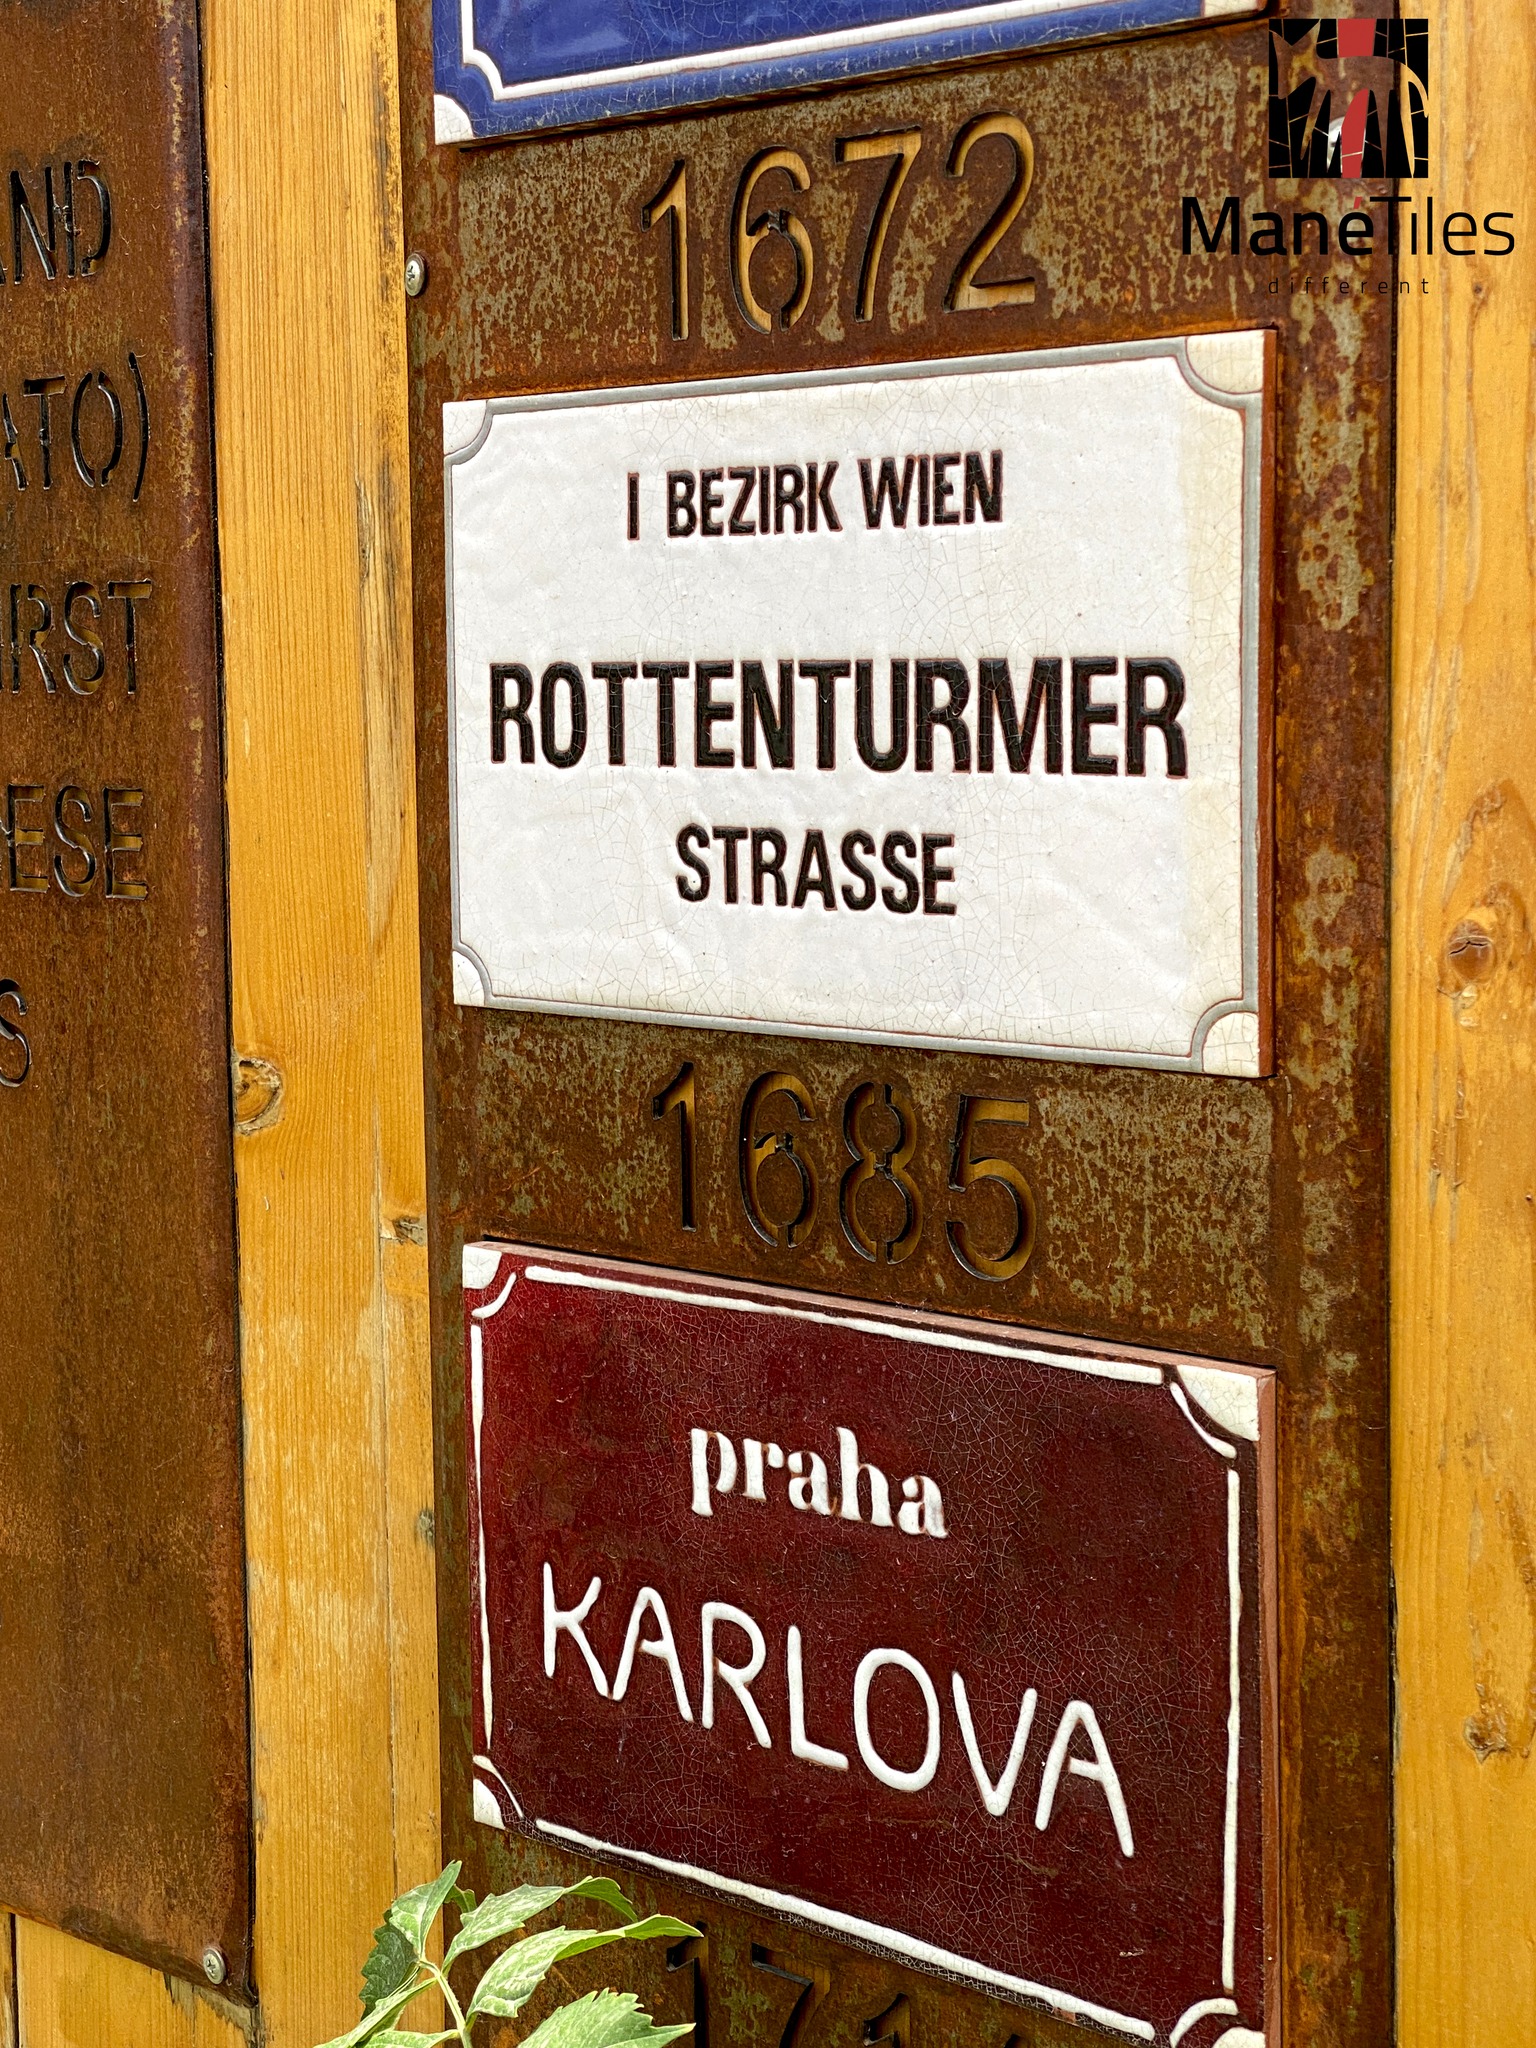 1672
ManéTiles
different
I BEZIRK WIEN
ROTTENTURMER
STRASSE
1685
praha
KARLOVA